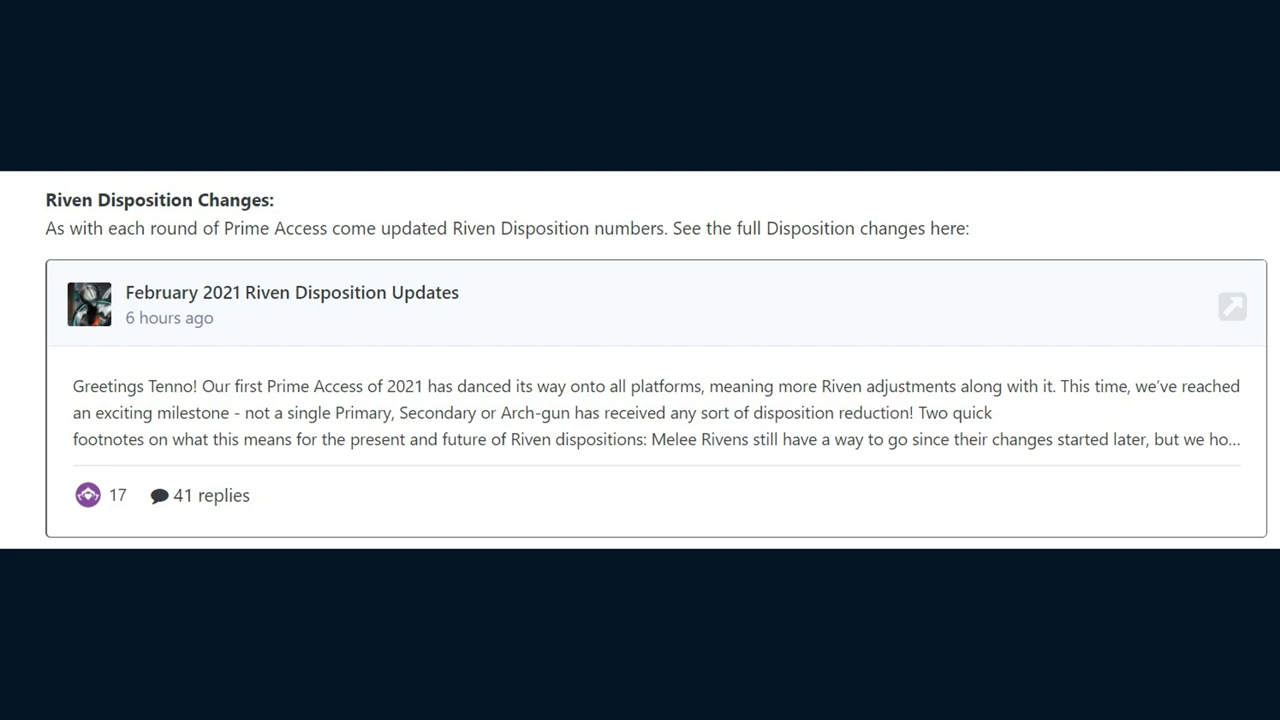 Riven Disposition Changes:
As with each round of Prime Access come updated Riven Disposition numbers. See the full Disposition changes here:
February 2021 Riven Disposition Updates
6 hours ago
Greetings Tenno! Our first Prime Access of 2021 has danced its way onto all platforms, meaning more Riven adjustments along with it. This time, we’ve reached
an exciting milestone - not a single Primary, Secondary or Arch-gun has received any sort of disposition reduction! Two quick
footnotes on what this means for the present and future of Riven dispositions: Melee Rivens still have a way to go since their changes started later, but we ho...
17 41 replies